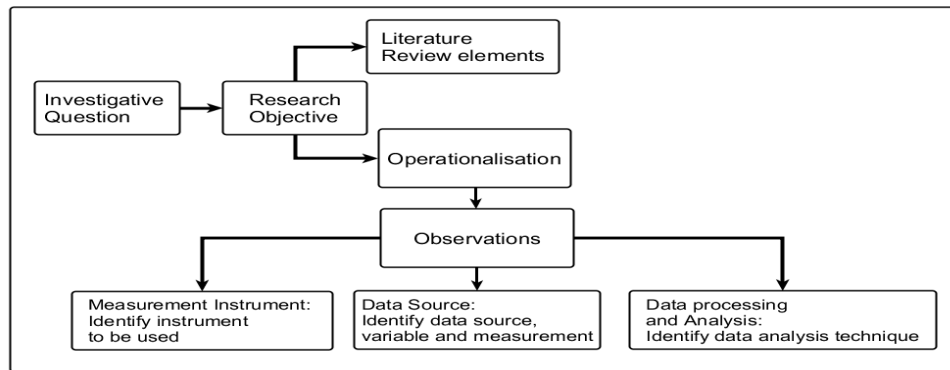 Literature
Review elements
Investigative
Question
Research
Objective
Operationalisation
Observations
Measurement Instrument:
Identify instrument
to be used
Data Source:
Identify data source,
variable and measurement
Data processing
and Analysis:
Identify data analysis technique